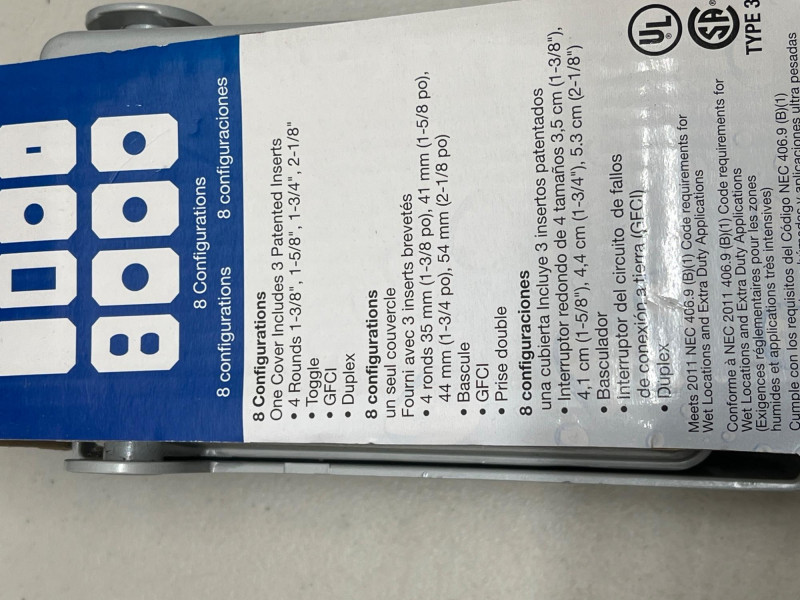 8 Configurations
8 configurations 8 configuraciones
8 Configurations
One Cover Includes 3 Patented Inserts
• 4 Rounds 1-3/8", 1-5/8", 1-3/4", 2-1/8"
• Toggle
• GFCI
• Duplex
8 configurations
un seul couvercle
Fourni avec 3 inserts brevetés
• 4 ronds 35 mm (1-3/8 po), 41 mm (1-5/8 po),
44 mm (1-3/4 po), 54 mm (2-1/8 po)
• Bascule
• GFCI
• Prise double
8 configuraciones
una cubierta Incluye 3 insertos patentados
• Interruptor redondo de 4 tamaños 3,5 cm (1-3/8"),
4,1 cm (1-5/8"), 4,4 cm (1-3/4"), 5.3 cm (2-1/8")
• Basculador
• Interruptor del circuito de fallos
de conexión a tierra (GFCI)
• Duplex
UL
SA
TYPE 3
Meets 2011 NEC 406.9 (B)(1) Code requirements for
Wet Locations and Extra Duty Applications
Conforme à NEC 2011 406.9 (B)(1) Code requirements for
Wet Locations and Extra Duty Applications
(Exigences réglementaires pour les zones
humides et applications très intensives)
Cumple con los requisitos del Código NEC 406.9 (B)(1)
y aplicaciones ultra pesadas